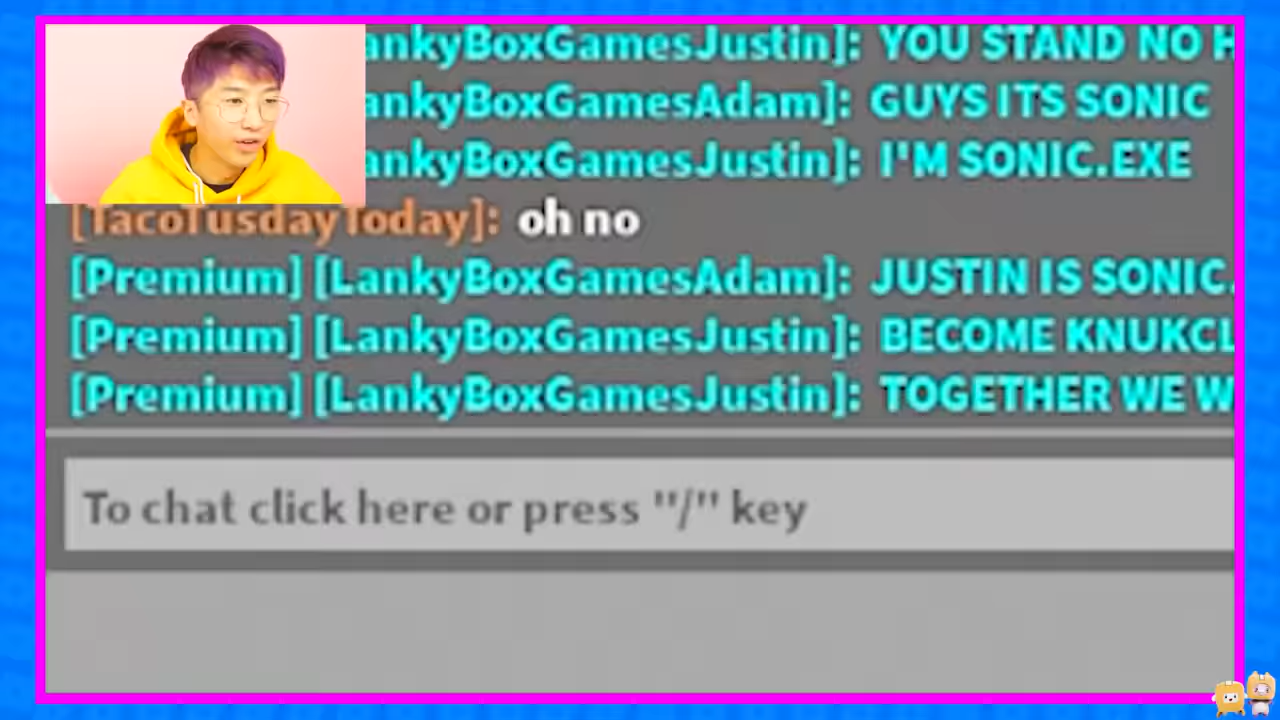 ankyBoxGamesJustin]: YOU STAND NO
ankyBoxGamesAdam]: GUYS ITS SONIC
ankyBoxGamesJustin]: I'M SONIC.EXE
[TacoTusdayToday]: oh no
[Premium] [LankyBoxGamesAdam]: JUSTIN IS SONIC.
[Premium] [LankyBoxGamesJustin]: BECOME KNUKCL
[Premium] [LankyBoxGamesJustin]: TOGETHER WE W
To chat click here or press "/" key